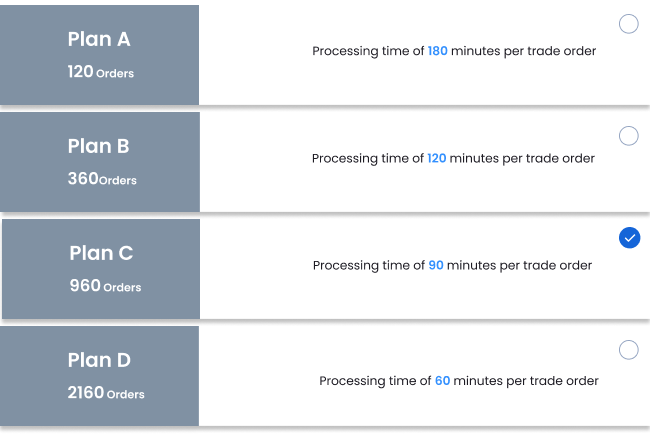 Plan A
120 Orders
Processing time of 180 minutes per trade order
Plan B
360Orders
Processing time of 120 minutes per trade order
Plan C
960 Orders
Processing time of 90 minutes per trade order
Plan D
2160 Orders
Processing time of 60 minutes per trade order